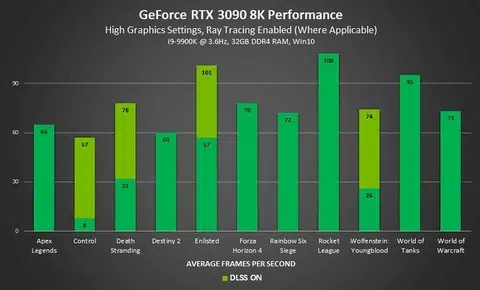 GeForce RTX 3090 8K Performance
High Graphics Settings, Ray Tracing Enabled (Where Applicable)
i9-9900K @ 3.6Hz, 32GB DDR4 RAM, Win10
90
60
30
0
65
57
8
78
32
60
101
57
78
72
108
74
26
95
73
Apex Legends
Control
Death Stranding
Destiny 2
Enlisted
Forza Horizon 4
Rainbow Six Siege
Rocket League
Wolfenstein: Youngblood
World of Tanks
World of Warcraft
AVERAGE FRAMES PER SECOND
DLSS ON